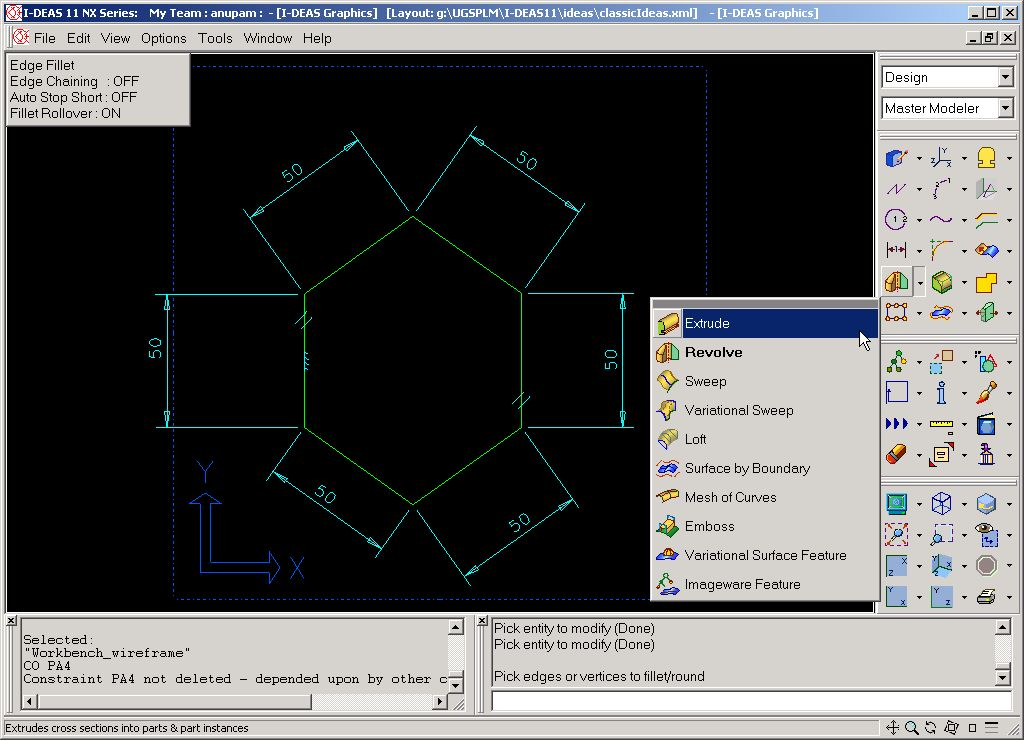 I-DEAS 11 NX Series:   My Team : anupam :  - [I-DEAS Graphics]  [Layout: g:\UGSPLM\I-DEAS11\ideas\classicIdeas.xml]   - [I-DEAS Graphics]
File Edit View Options Tools Window Help
Edge Fillet
Edge Chaining : OFF
Auto Stop Short : OFF
Fillet Rollover : ON
Design
Master Modeler
50
50
50
50
50
50
Y
X
Extrude
Revolve
Sweep
Variational Sweep
Loft
Surface by Boundary
Mesh of Curves
Emboss
Variational Surface Feature
Imageware Feature
Selected:
"Workbench_wireframe"
CO PA4
Constraint PA4 not deleted - depended upon by other c
Pick entity to modify (Done)
Pick entity to modify (Done)
Pick edges or vertices to fillet/round
Extrudes cross sections into parts & part instances